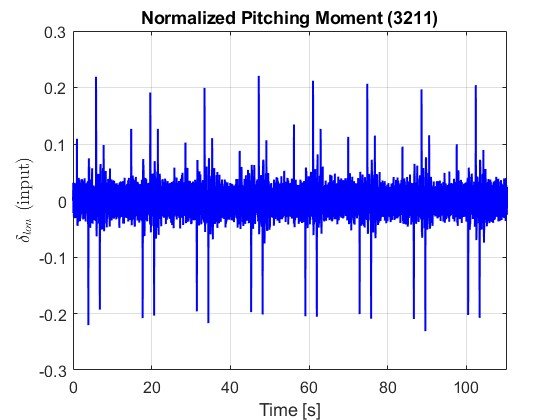 Normalized Pitching Moment (3211)
0.3
0.2
0.1
0
-0.1
-0.2
-0.3
δlon (input)
0 20 40 60 80 100
Time [s]